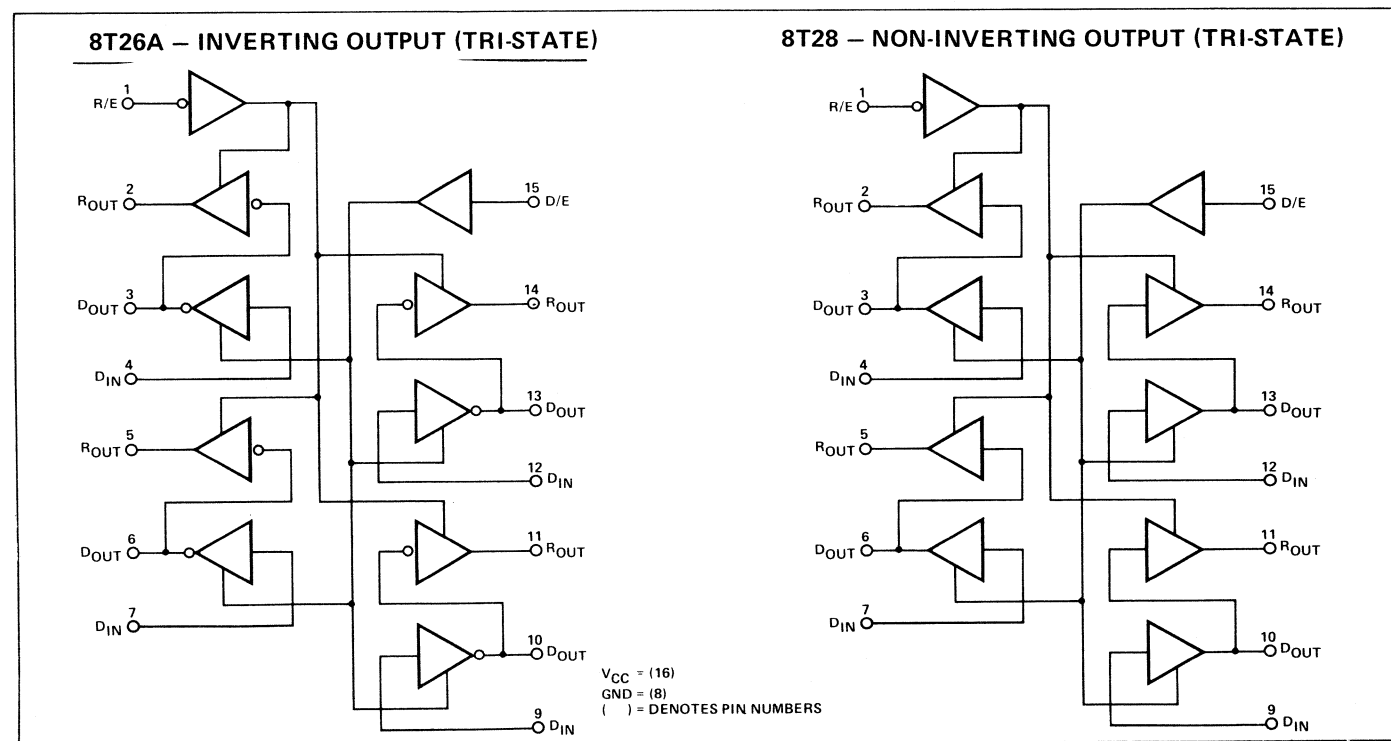 8T26A – INVERTING OUTPUT (TRI-STATE)
1
R/E
2
ROUT
15
D/E
3
DOUT
14
ROUT
4
DIN
13
DOUT
5
ROUT
12
DIN
6
DOUT
11
ROUT
7
DIN
10
DOUT
9
DIN
VCC = (16)
GND = (8)
( ) = DENOTES PIN NUMBERS
8T28 – NON-INVERTING OUTPUT (TRI-STATE)
1
R/E
2
ROUT
15
D/E
3
DOUT
14
ROUT
4
DIN
13
DOUT
5
ROUT
12
DIN
6
DOUT
11
ROUT
7
DIN
10
DOUT
9
DIN